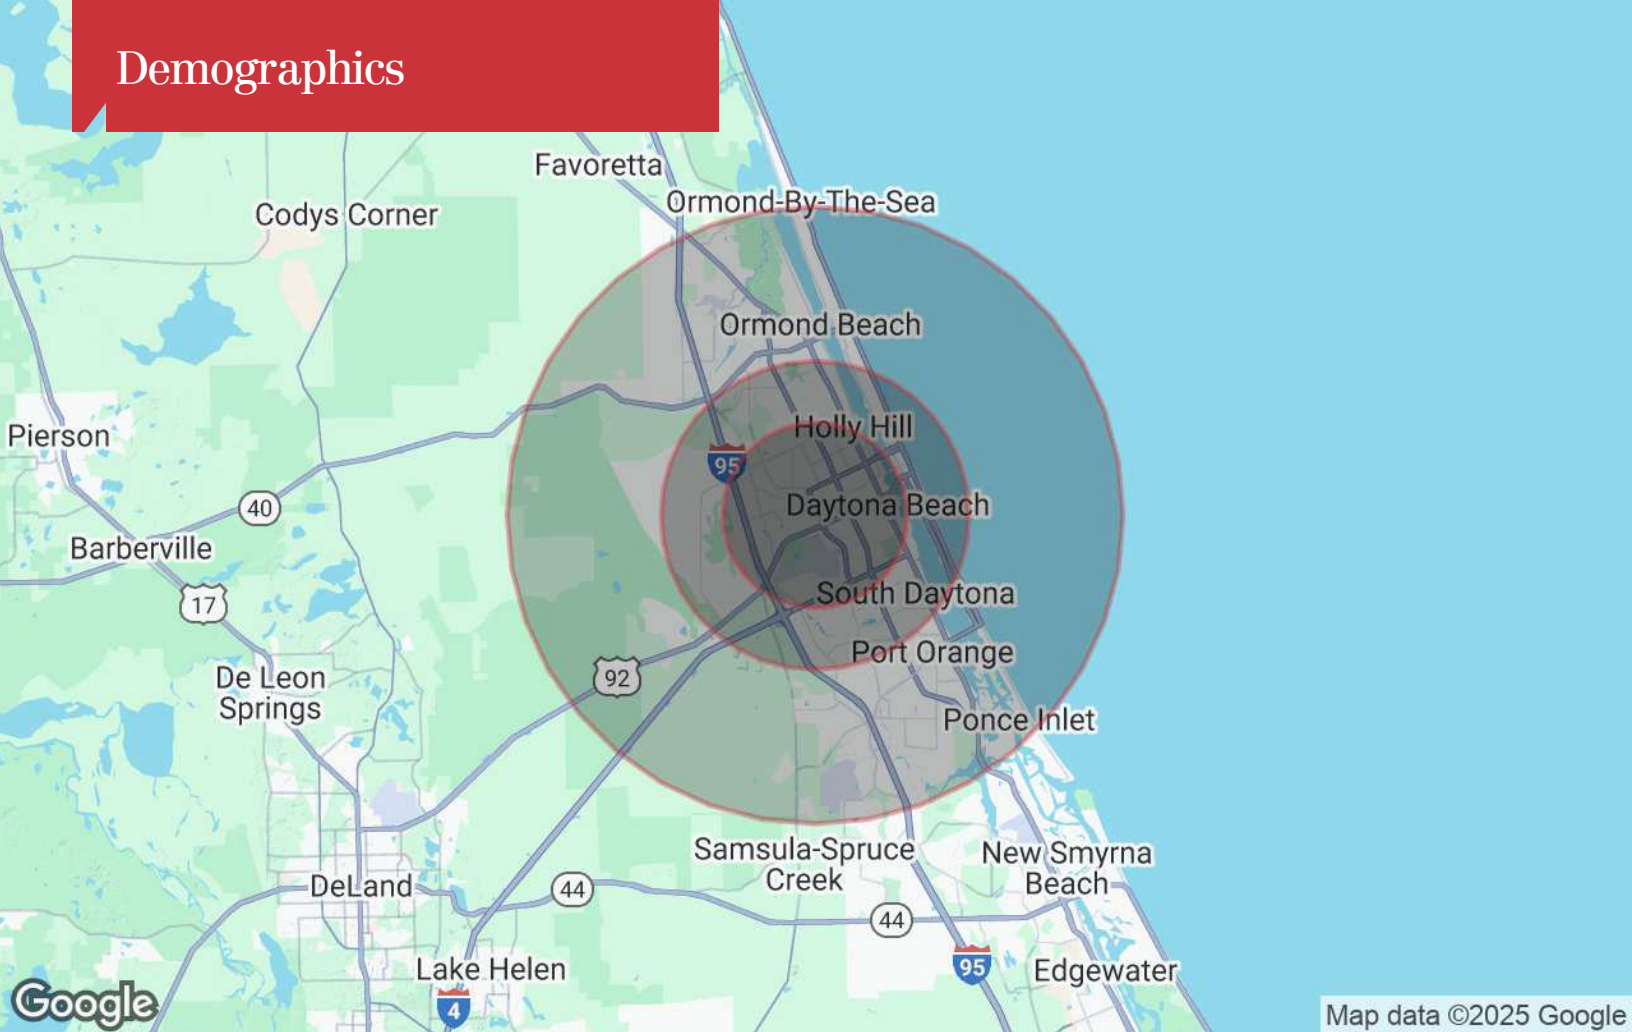 Demographics
Favoretta
Ormond-By-The-Sea
Codys Corner
Ormond Beach
Holly Hill
Pierson
95
40
Daytona Beach
Barberville
17
South Daytona
Port Orange
92
De Leon
Springs
Ponce Inlet
Samsula-Spruce
Creek
New Smyrna
Beach
DeLand
44
44
Lake Helen
95
Edgewater
4
Google
Map data ©2025 Google